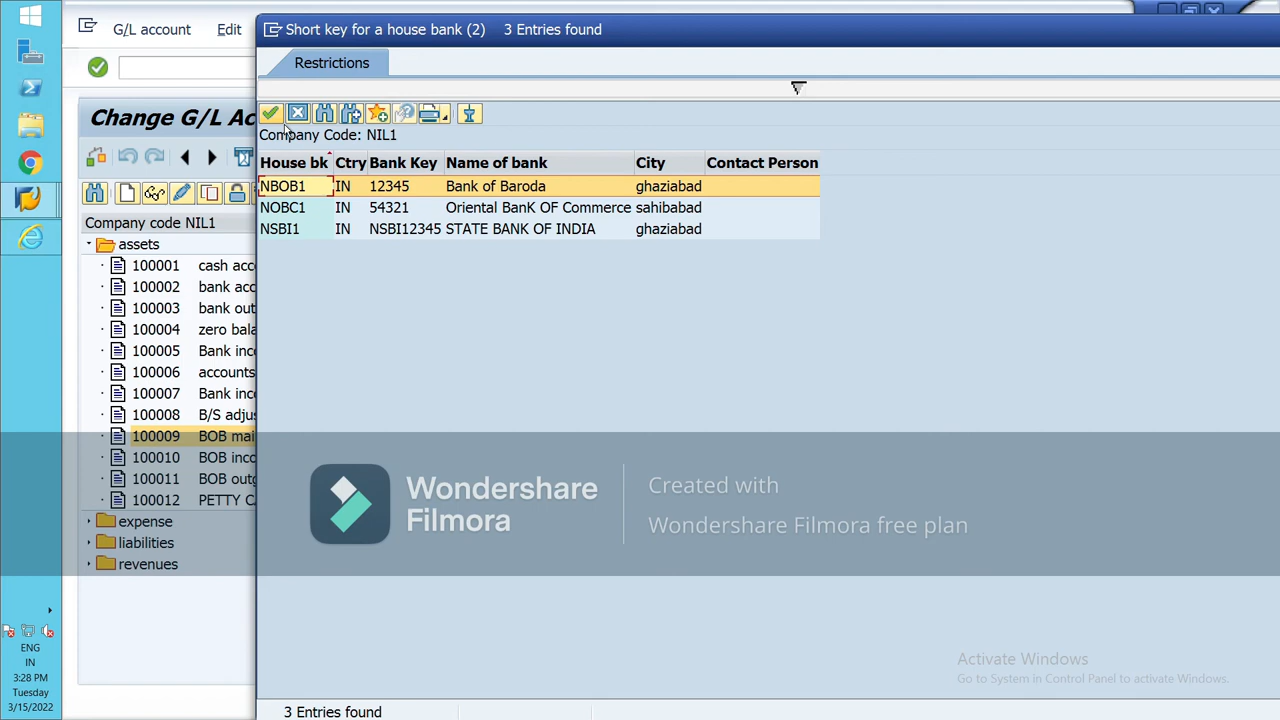 G/L account Edit
Short key for a house bank (2) 3 Entries found
Restrictions
Change G/L Ac
Company Code: NIL1
House bk Ctry Bank Key Name of bank City Contact Person
NBOB1 IN 12345 Bank of Baroda ghaziabad
NOBC1 IN 54321 Oriental BanK OF Commerce sahibabad
NSBI1 IN NSBI12345 STATE BANK OF INDIA ghaziabad
Company code NIL1
assets
100001 cash acc
100002 bank acc
100003 bank out
100004 zero bala
100005 Bank inc
100006 accounts
100007 Bank inc
100008 B/S adjus
100009 BOB mai
100010 BOB inco
100011 BOB outg
100012 PETTY C
expense
liabilities
revenues
Wondershare
Filmora
Created with
Wondershare Filmora free plan
ENG
IN
3:28 PM
Tuesday
3/15/2022
Activate Windows
Go to System in Control Panel to activate Windows.
3 Entries found